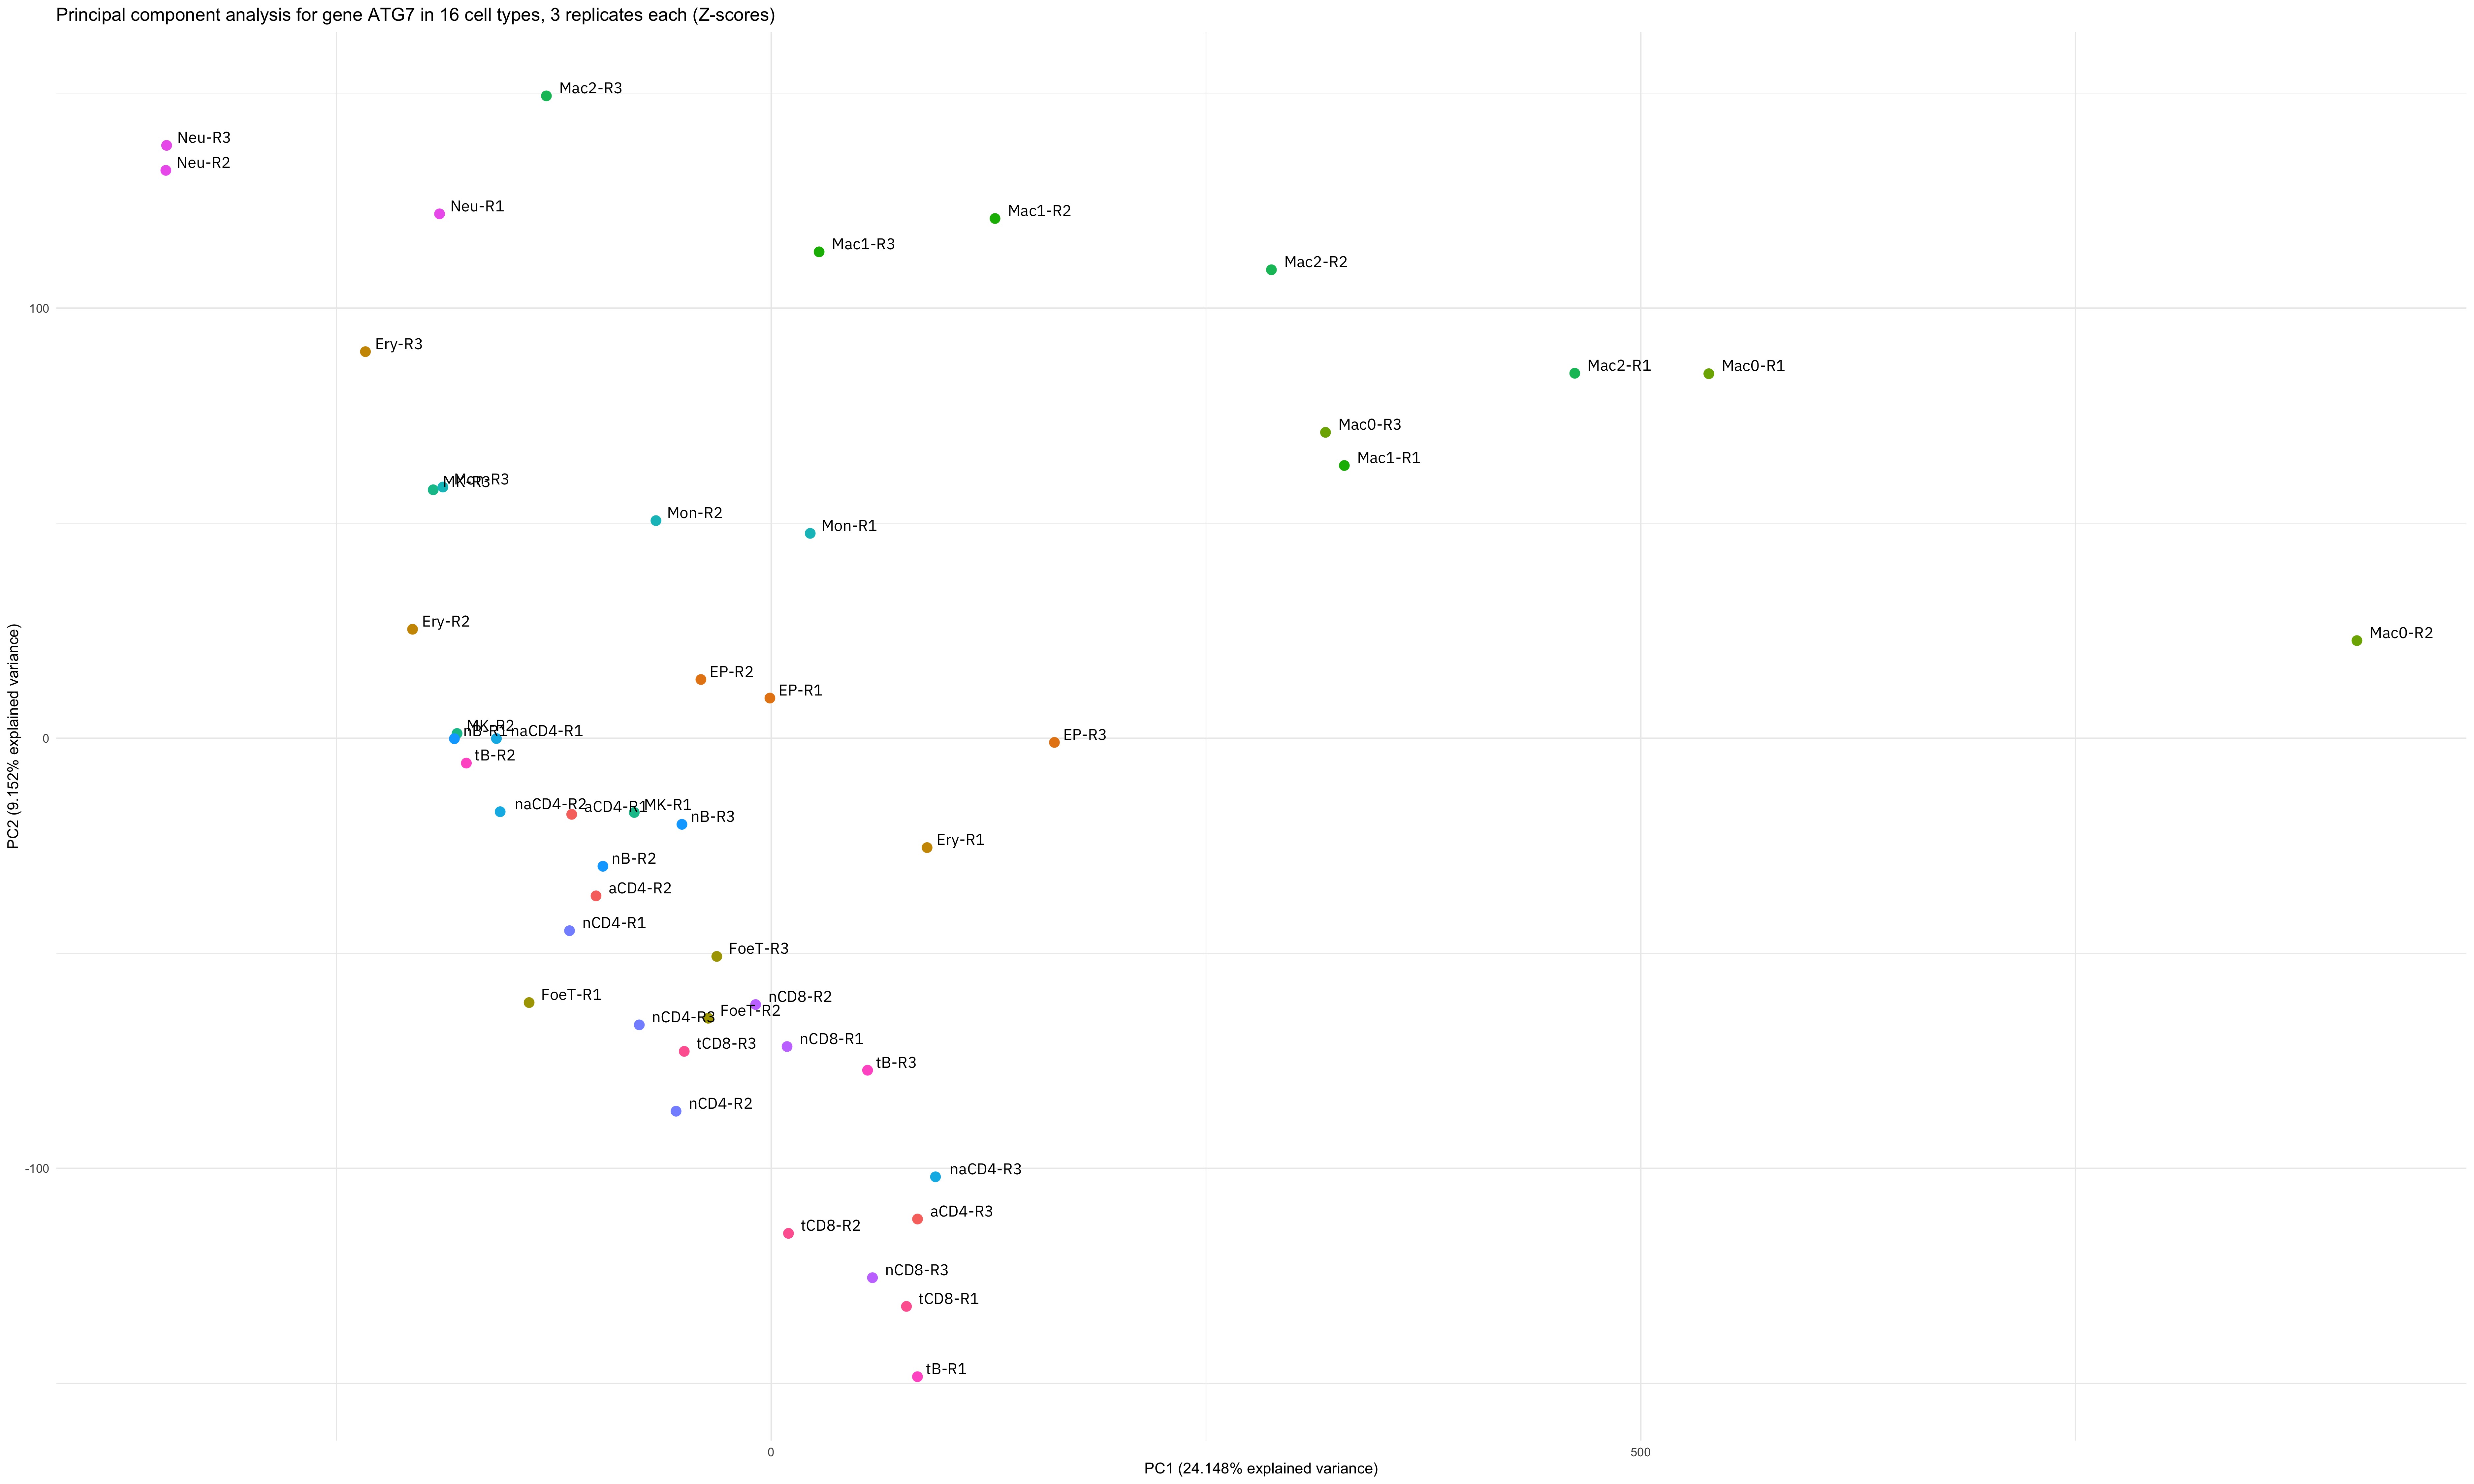 Principal component analysis for gene ATG7 in 16 cell types, 3 replicates each (Z-scores)
Mac2-R3
Neu-R3
Neu-R2
Neu-R1
Mac1-R2
Mac1-R3
Mac2-R2
100
Ery-R3
Mac2-R1
Mac0-R1
Mac0-R3
Mac1-R1
Mon-R3
MK-R3
Mon-R2
Mon-R1
Ery-R2
Mac0-R2
EP-R2
EP-R1
MK-R2
nB-R1
naCD4-R1
0
EP-R3
tB-R2
naCD4-R2
aCD4-R1
MK-R1
nB-R3
Ery-R1
nB-R2
aCD4-R2
nCD4-R1
FoeT-R3
FoeT-R1
nCD8-R2
FoeT-R2
nCD4-R3
nCD8-R1
tCD8-R3
tB-R3
nCD4-R2
-100
naCD4-R3
aCD4-R3
tCD8-R2
nCD8-R3
tCD8-R1
tB-R1
PC2 (9.152% explained variance)
0
500
PC1 (24.148% explained variance)